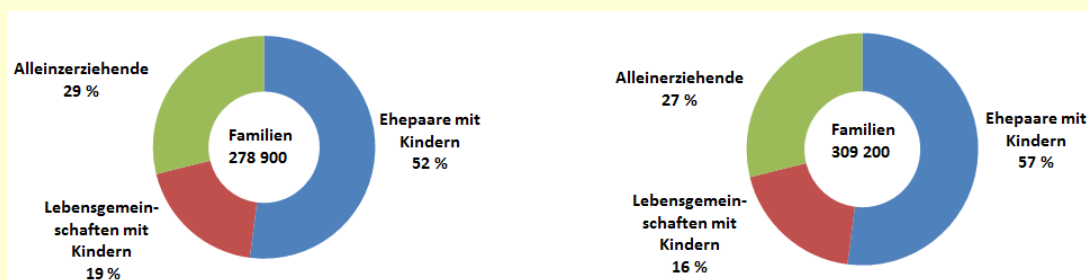 Alleinzerziehende
29 %
Familien
278 900
Ehepaare mit
Kindern
52 %
Lebensgemein-
schaften mit
Kindern
19 %
Alleinerziehende
27 %
Familien
309 200
Ehepaare mit
Kindern
57 %
Lebensgemein-
schaften mit
Kindern
16 %